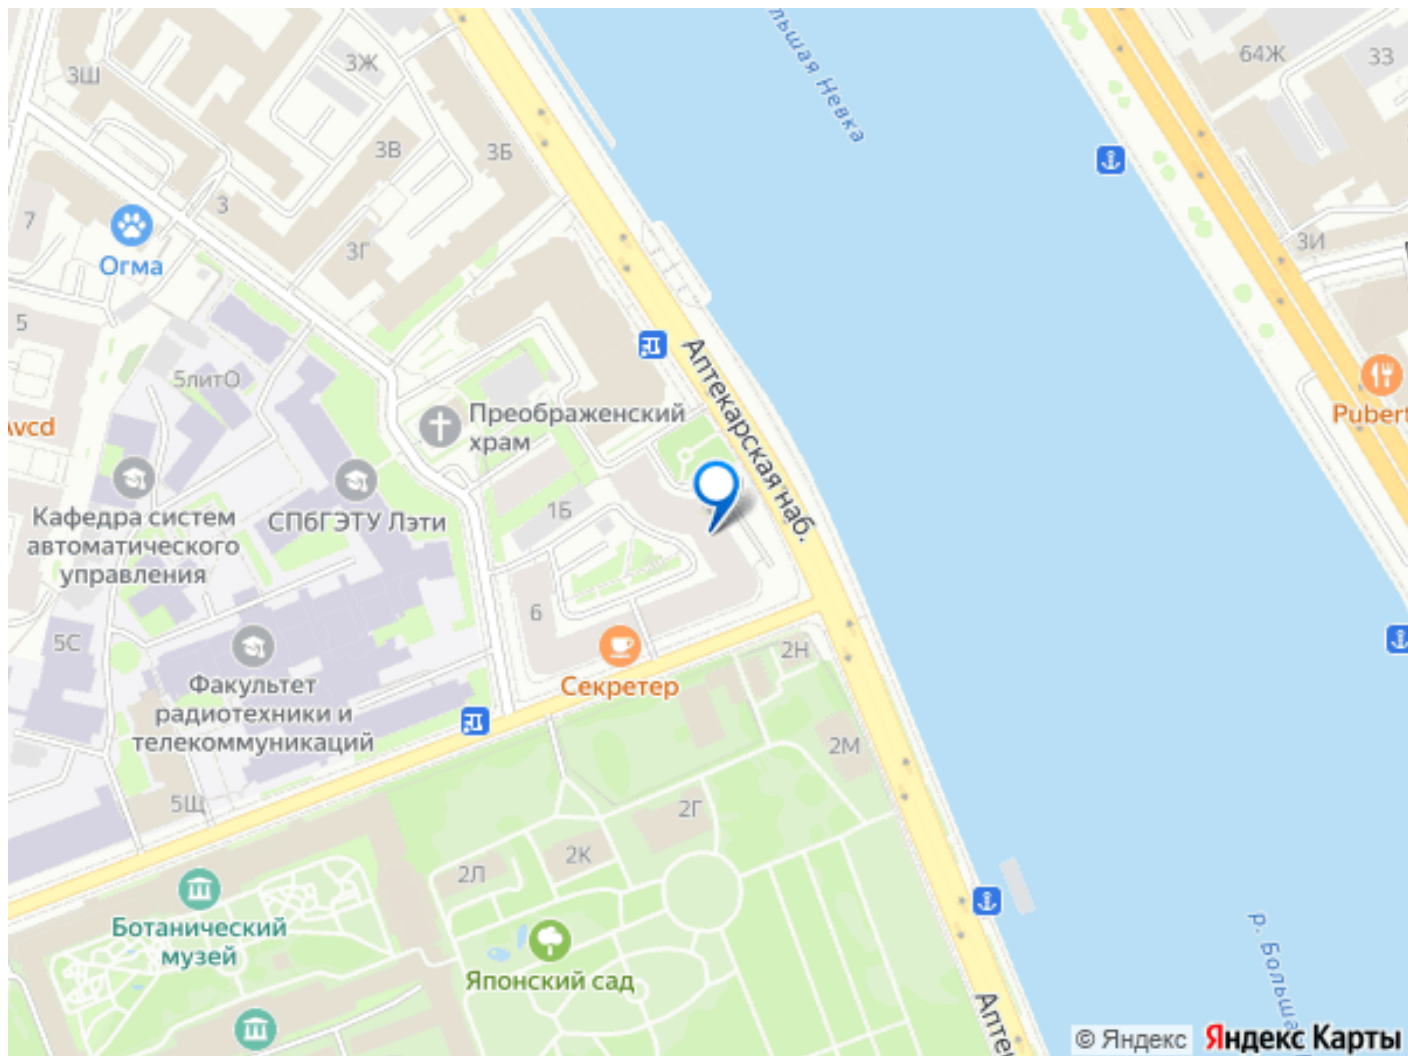 3Ш
3Ж
льшая Невка
64Ж
33
3В
3Б
3
7
3Г
3И
Огма
5
Аптекарская наб.
5литО
Преображенский
храм
Avcd
Кафедра систем
автоматического
управления
СПбГЭТУ Лэти
1Б
6
5С
2Н
Факультет
радиотехники и
телекоммуникаций
Секретер
2М
5Щ
2Г
2К
2Л
Ботанический
музей
Японский сад
р. Больша
Апте
© Яндекс
Яндекс Карты